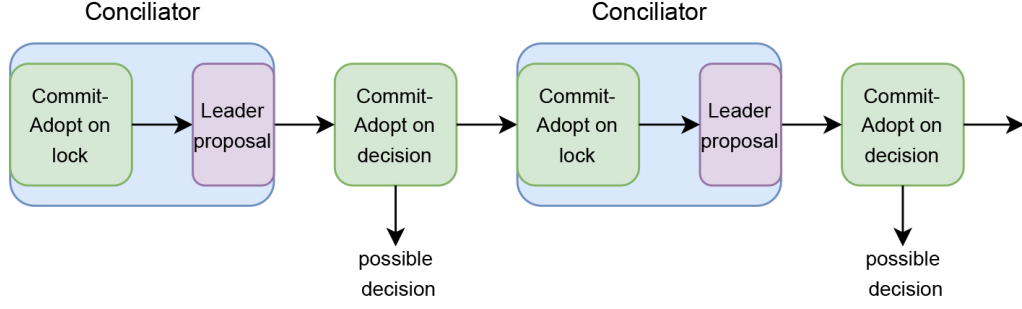 Conciliator
Conciliator
Commit-
Adopt on
lock
Leader
proposal
Commit-
Adopt on
decision
Commit-
Adopt on
lock
Leader
proposal
Commit-
Adopt on
decision
possible
decision
possible
decision